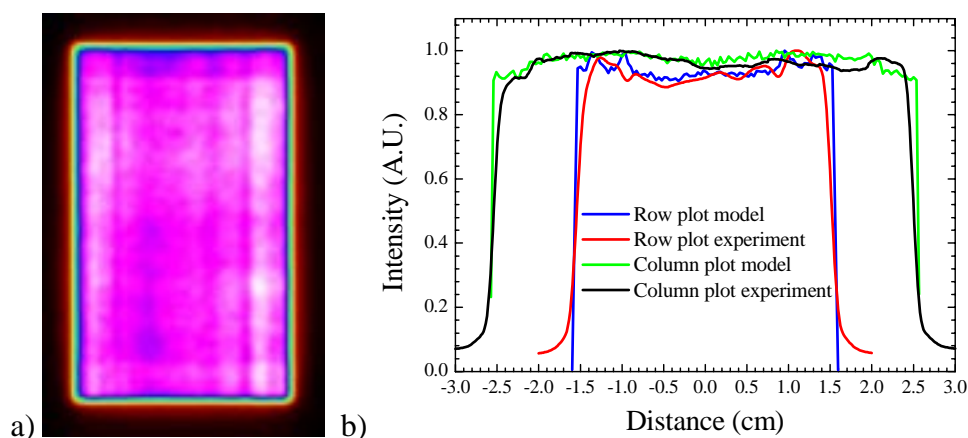 1.0
0.8
0.6
0.4
0.2
0.0
Intensity (A.U.)
Row plot model
Row plot experiment
Column plot model
Column plot experiment
-3.0 -2.5 -2.0 -1.5 -1.0 -0.5 0.0 0.5 1.0 1.5 2.0 2.5 3.0
a) b) Distance (cm)